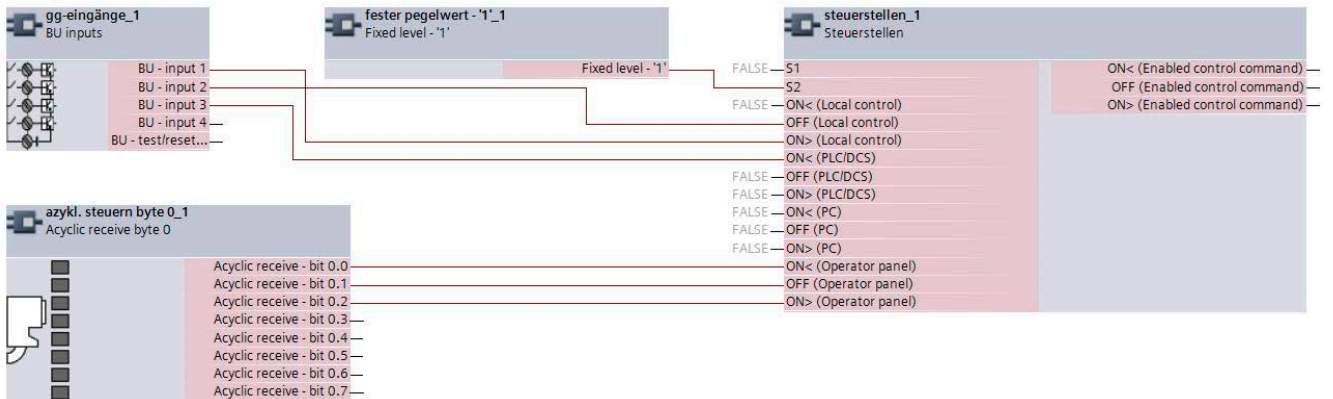 gg-eingänge_1
BU inputs
BU - input 1
BU - input 2
BU - input 3
BU - input 4
BU - test/reset...
fester pegelwert - '1'_1
Fixed level - '1'
Fixed level - '1'
steuerstellen_1
Steuerstellen
FALSE S1
S2
FALSE ON< (Local control)
OFF (Local control)
ON> (Local control)
ON< (PLC/DCS)
FALSE OFF (PLC/DCS)
FALSE ON> (PLC/DCS)
FALSE ON< (PC)
FALSE OFF (PC)
FALSE ON> (PC)
ON< (Operator panel)
OFF (Operator panel)
ON> (Operator panel)
ON< (Enabled control command)
OFF (Enabled control command)
ON> (Enabled control command)
azykl. steuern byte 0_1
Acyclic receive byte 0
Acyclic receive - bit 0.0
Acyclic receive - bit 0.1
Acyclic receive - bit 0.2
Acyclic receive - bit 0.3
Acyclic receive - bit 0.4
Acyclic receive - bit 0.5
Acyclic receive - bit 0.6
Acyclic receive - bit 0.7